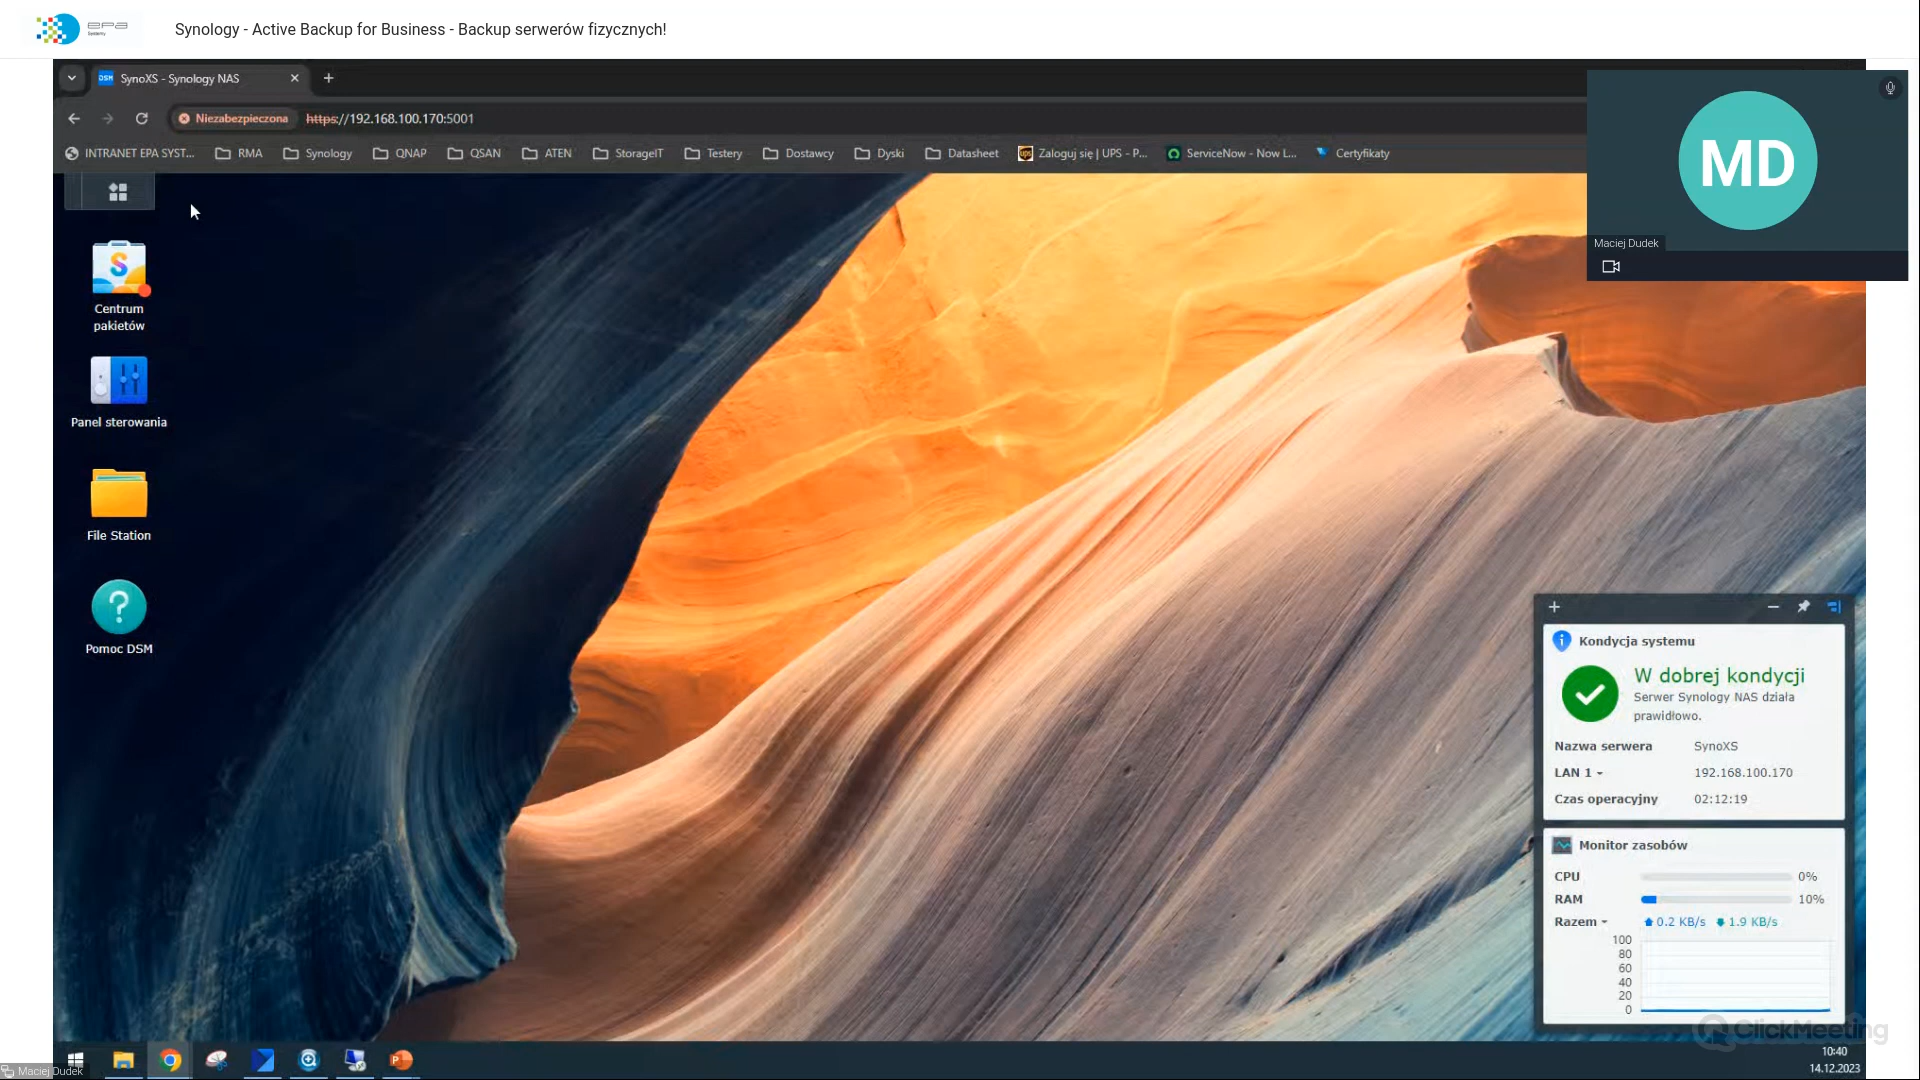 epa
Systemy
Synology - Active Backup for Business - Backup serwerów fizycznych!
DSM
SynoXS - Synology NAS
Niezabezpieczona
https://192.168.100.170:5001
INTRANET EPA SYST...
RMA
Synology
QNAP
QSAN
ATEN
StorageIT
Testery
Dostawcy
Dyski
Datasheet
ups
Zaloguj się | UPS - P...
ServiceNow - Now L...
Certyfikaty
MD
Maciej Dudek
S
Centrum
pakietów
Panel sterowania
File Station
?
Pomoc DSM
Kondycja systemu
W dobrej kondycji
Serwer Synology NAS działa
prawidłowo.
Nazwa serwera SynoXS
LAN 1 192.168.100.170
Czas operacyjny 02:12:19
Monitor zasobów
CPU 0%
RAM 10%
Razem 0.2 KB/s 1.9 KB/s
100
80
60
40
20
0
ClickMeeting
P
10:40
14.12.2023
Maciej Dudek